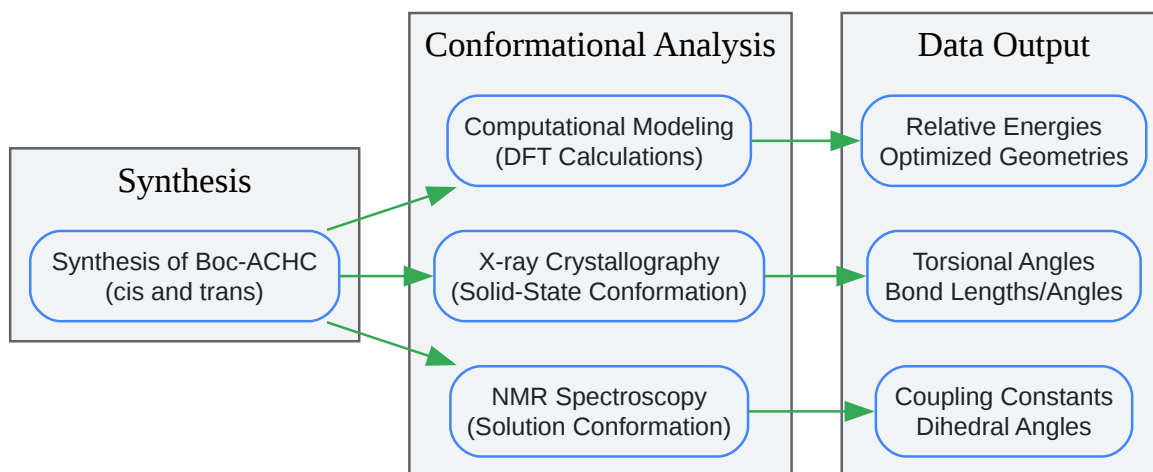 Synthesis
Synthesis of Boc-ACHC
(cis and trans)
Conformational Analysis
Computational Modeling
(DFT Calculations)
X-ray Crystallography
(Solid-State Conformation)
NMR Spectroscopy
(Solution Conformation)
Data Output
Relative Energies
Optimized Geometries
Torsional Angles
Bond Lengths/Angles
Coupling Constants
Dihedral Angles